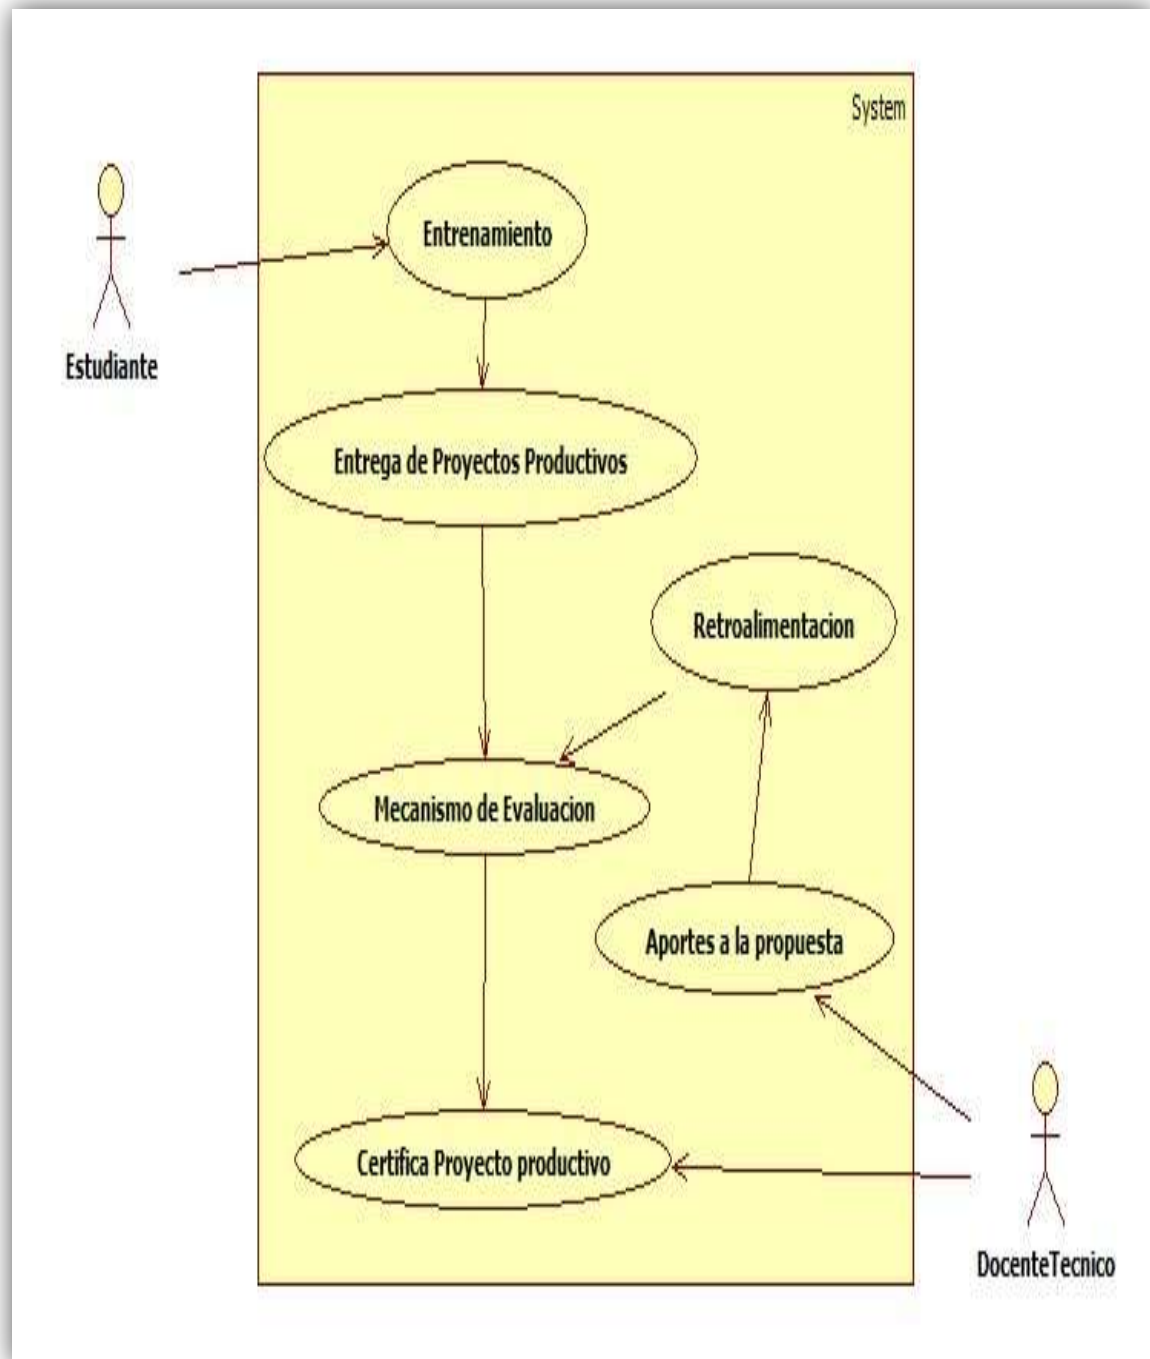 System
Entrenamiento
Estudiante
Entrega de Proyectos Productivos
Retroalimentacion
Mecanismo de Evaluacion
Aportes a la propuesta
Certifica Proyecto productivo
DocenteTecnico